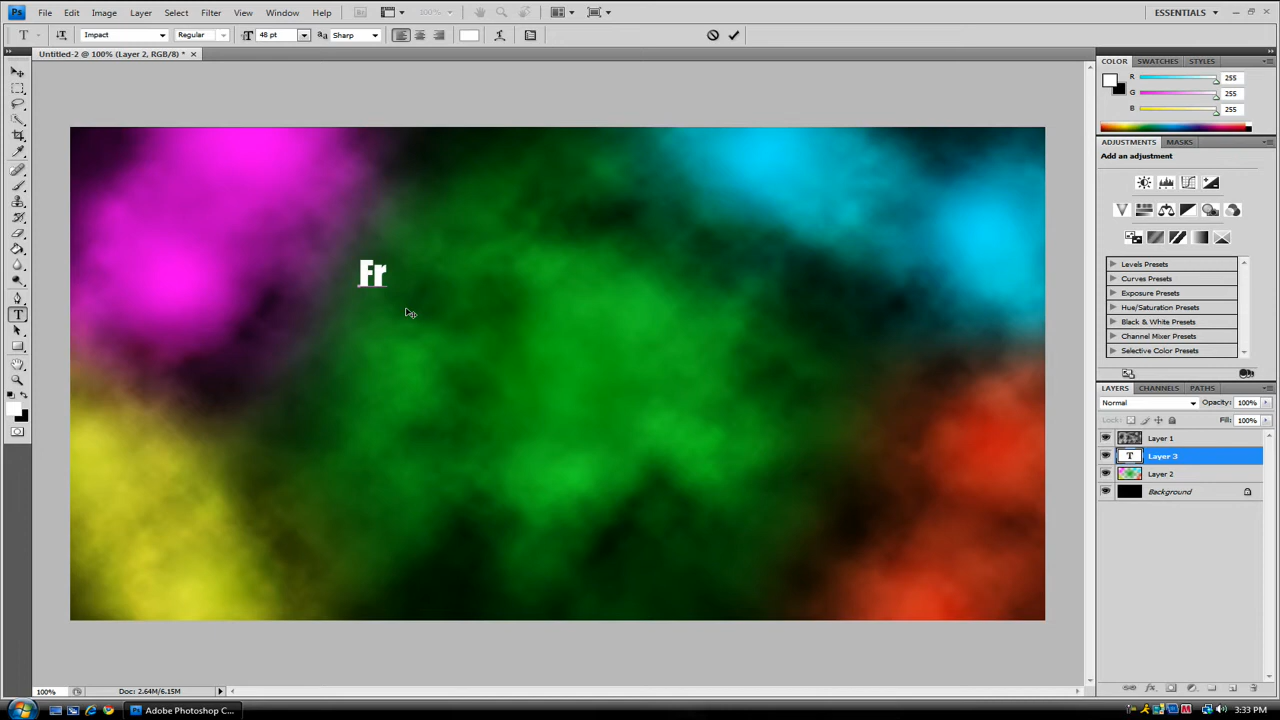 Ps File Edit Image Layer Select Filter View Window Help 100% ESSENTIALS
T Impact Regular 48 pt Sharp
Untitled-2 @ 100% (Layer 2, RGB/8) *
COLOR SWATCHES STYLES
R 255
G 255
B 255
ADJUSTMENTS MASKS
Add an adjustment
Levels Presets
Curves Presets
Exposure Presets
Hue/Saturation Presets
Black & White Presets
Channel Mixer Presets
Selective Color Presets
Fr
LAYERS CHANNELS PATHS
Normal Opacity: 100%
Lock: Fill: 100%
Layer 1
T Layer 3
Layer 2
Background
100% Doc: 2.64M/6.15M
Adobe Photoshop C... 3:33 PM